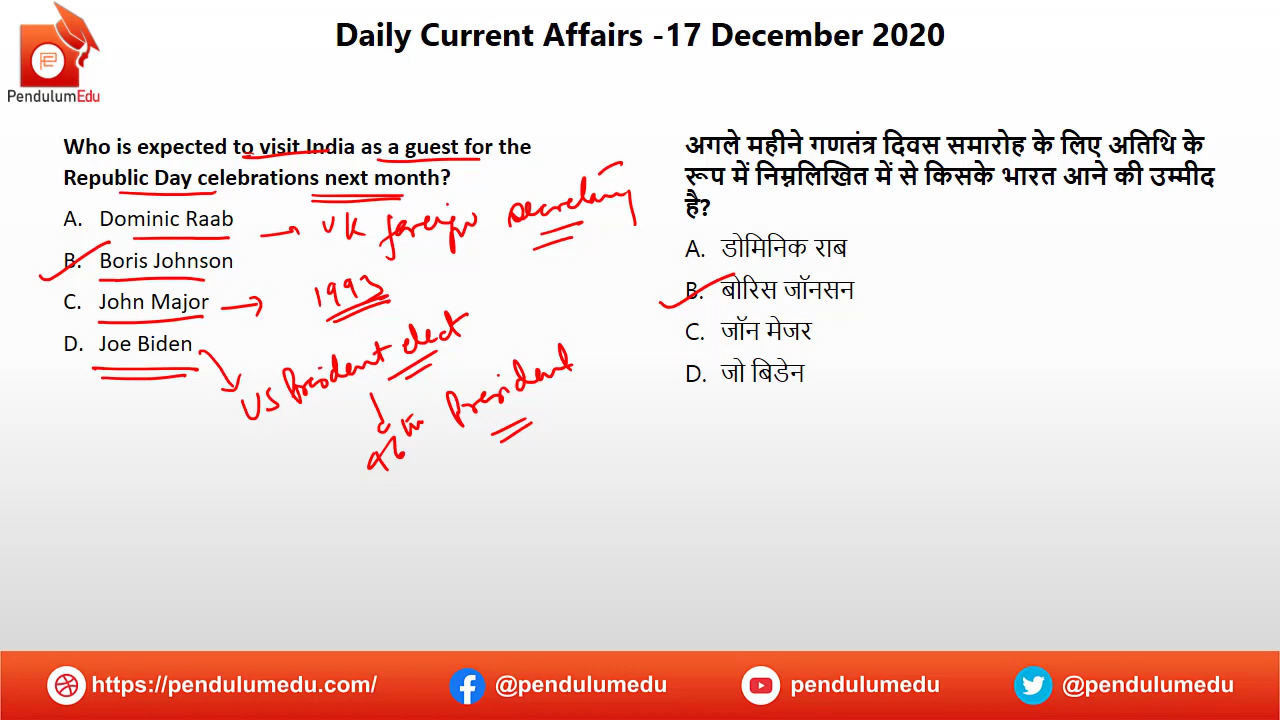 Daily Current Affairs -17 December 2020
PendulumEdu
Who is expected to visit India as a guest for the
Republic Day celebrations next month?
A. Dominic Raab → UK foreign secretary
B. Boris Johnson
C. John Major → 1993
D. Joe Biden
US President elect
46th President
अगले महीने गणतंत्र दिवस समारोह के लिए अतिथि के
रूप में निम्नलिखित में से किसके भारत आने की उम्मीद
है?
A. डोमिनिक राब
B. बोरिस जॉनसन
C. जॉन मेजर
D. जो बिडेन
https://pendulumedu.com/ @pendulumedu pendulumedu @pendulumedu